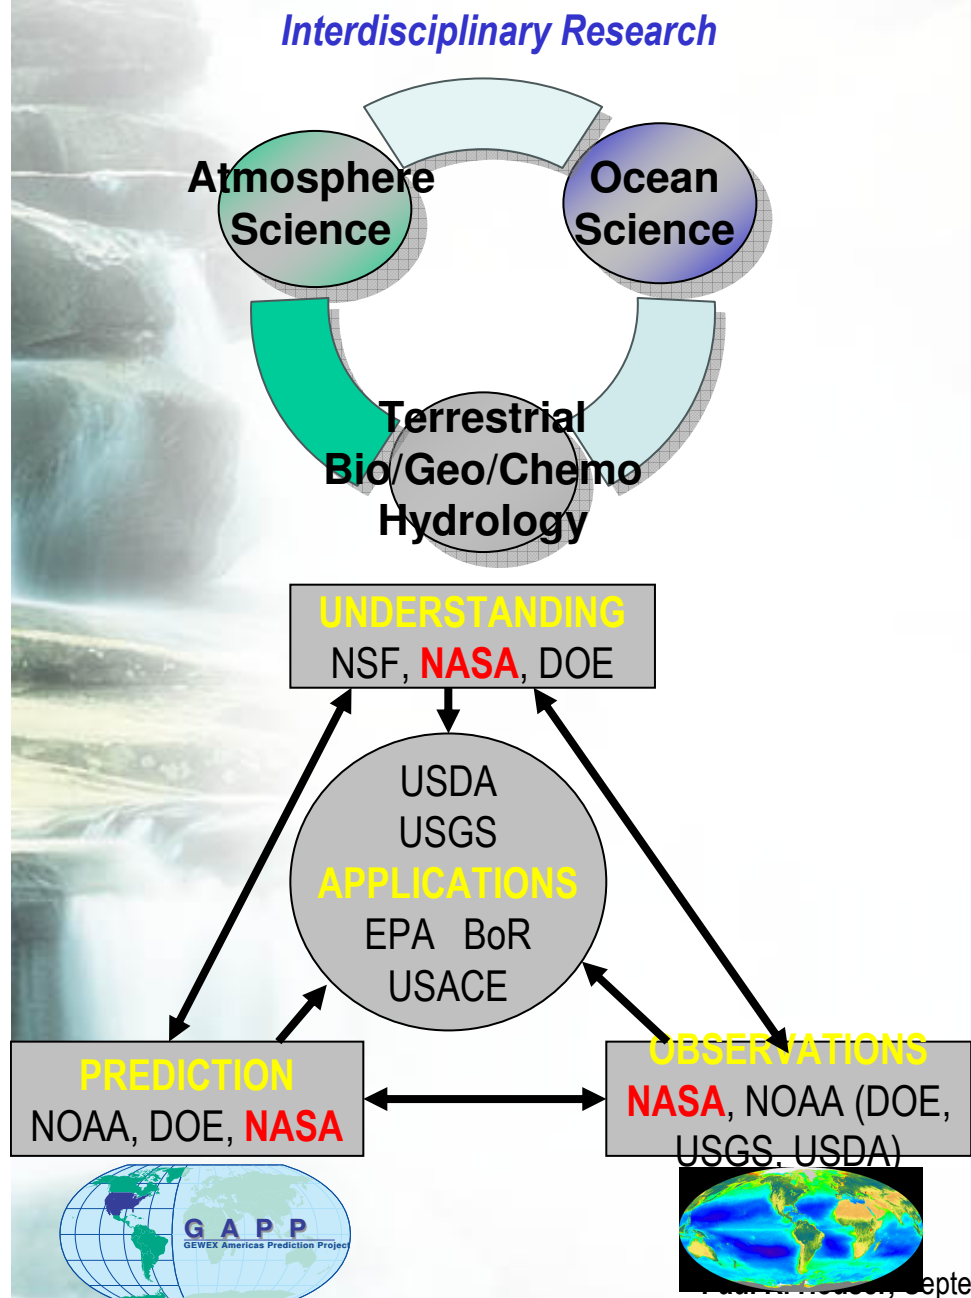 Interdisciplinary Research
Atmosphere
Science
Ocean
Science
Terrestrial
Bio/Geo/Chemo
Hydrology
UNDERSTANDING
NSF, NASA, DOE
USDA
USGS
APPLICATIONS
EPA BoR
USACE
PREDICTION
NOAA, DOE, NASA
OBSERVATIONS
NASA, NOAA (DOE,
USGS, USDA)
GAPP
GEWEX Americas Prediction Project